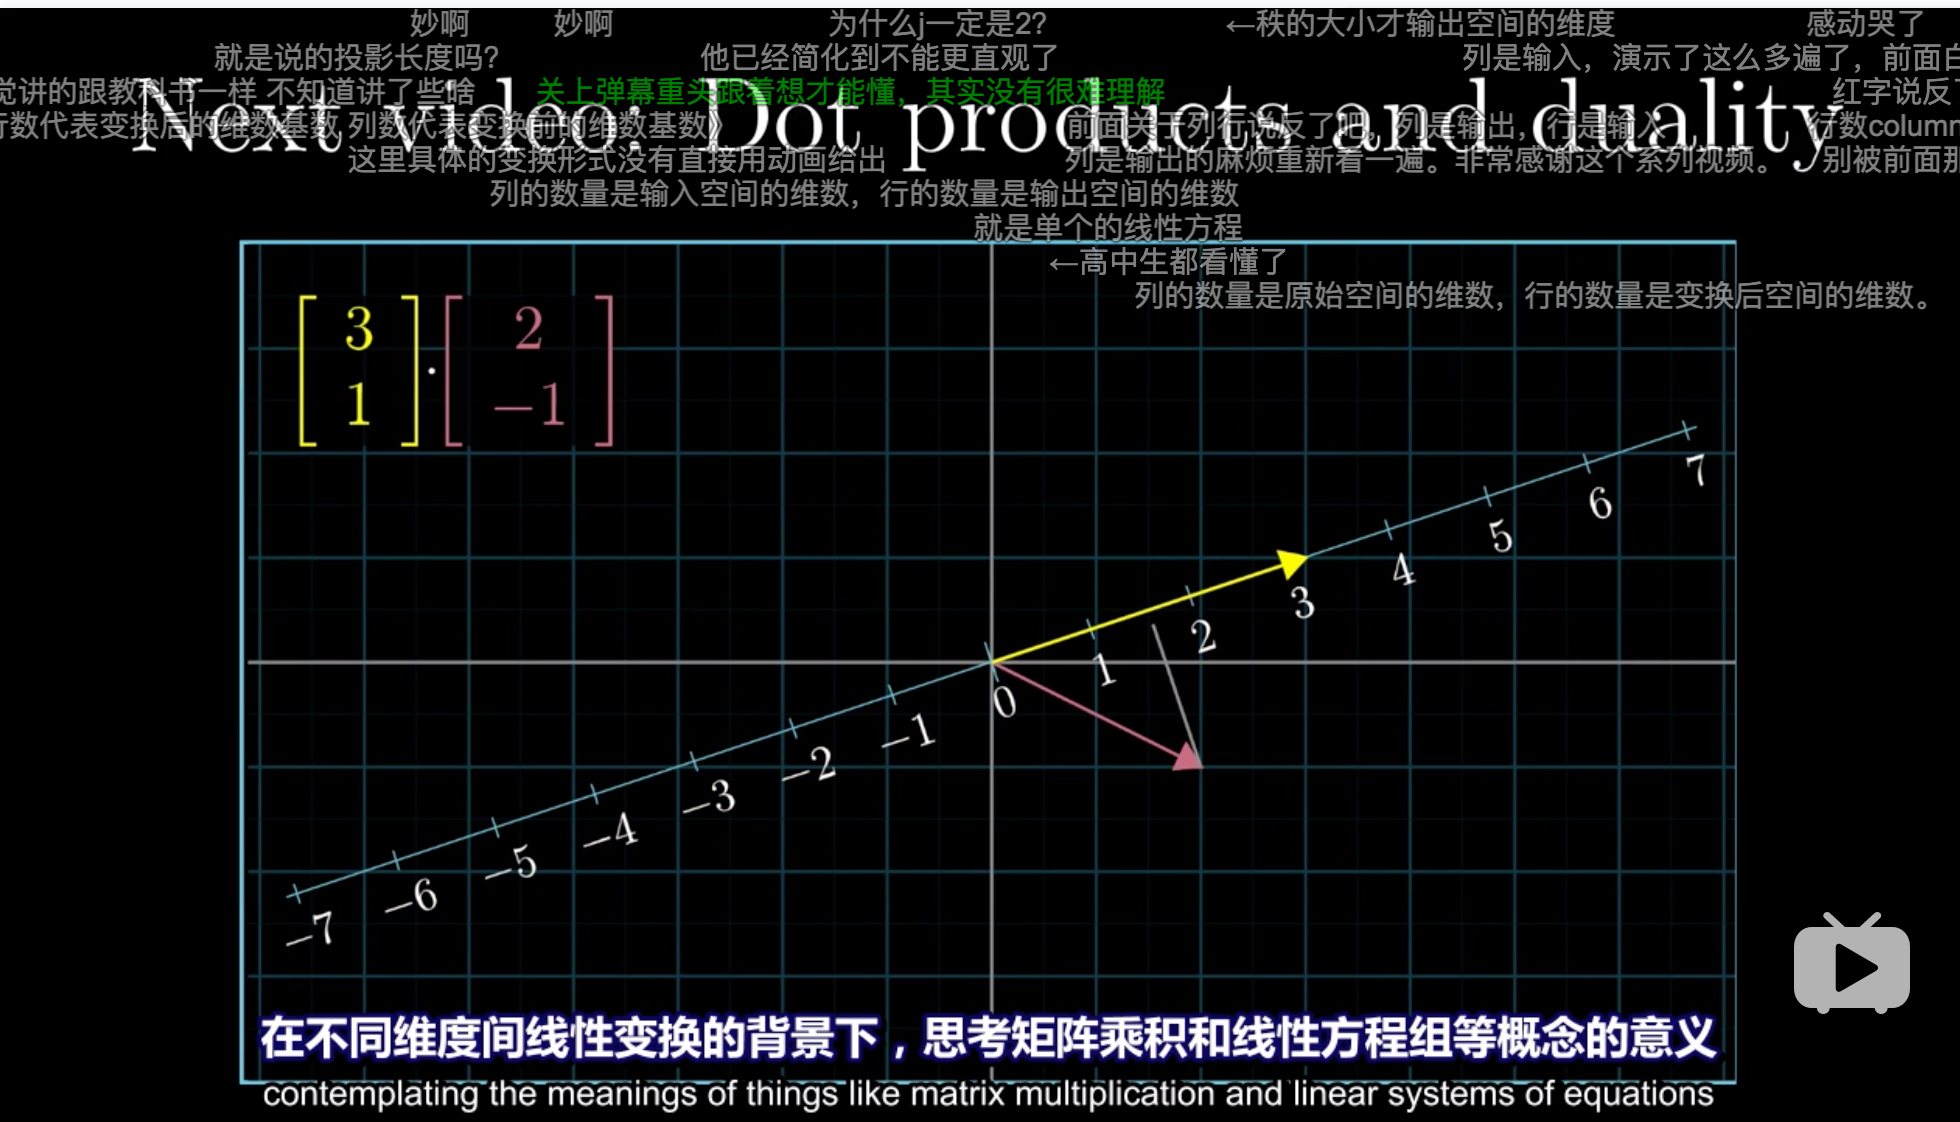 妙啊 妙啊 为什么j一定是2? ←秩的大小才输出空间的维度 感动哭了
就是说的投影长度吗? 他已经简化到不能更直观了 列是输入，演示了这么多遍了，前面白
觉讲的跟教科书一样 不知道讲了些啥 关上弹幕重头跟着想才能懂，其实没有很难理解 红字说反
Next video: Dot products and duality
行数代表变换后的维数基数 列数代表变换前的维数基数》 前面关于列行说反了吧，列是输出，行是输入 行数column
这里具体的变换形式没有直接用动画给出 列是输出的麻烦重新看一遍。非常感谢这个系列视频。 别被前面那
列的数量是输入空间的维数，行的数量是输出空间的维数
就是单个的线性方程
←高中生都看懂了
列的数量是原始空间的维数，行的数量是变换后空间的维数。
3 2
·
1 −1
7
6
5
4
3
2
1
0
−1
−2
−3
−4
−5
−6
−7
在不同维度间线性变换的背景下，思考矩阵乘积和线性方程组等概念的意义
contemplating the meanings of things like matrix multiplication and linear systems of equations